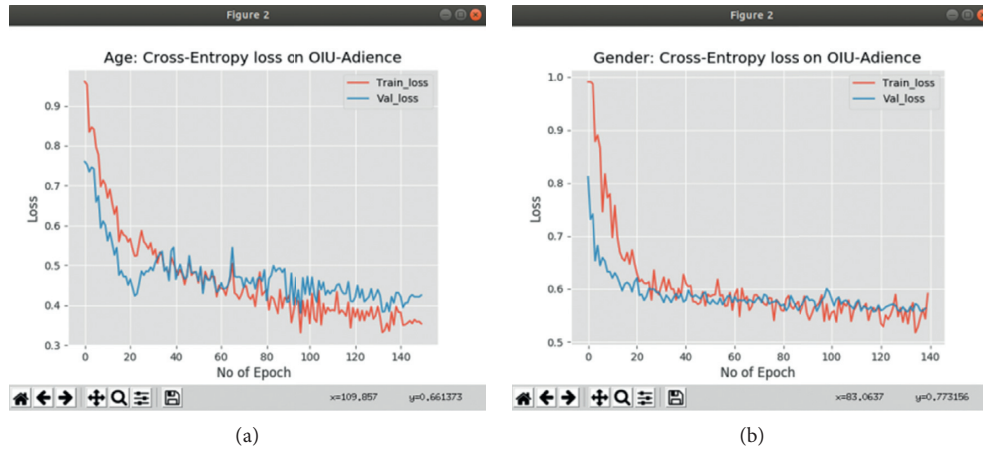 Figure 2
Age: Cross-Entropy loss on OIU-Adience
Train_loss
Val_loss
0.9
0.8
0.7
0.6
0.5
0.4
0.3
Loss
0 20 40 60 80 100 120 140
No of Epoch
x=109.857 y=0.661373
(a)
Figure 2
Gender: Cross-Entropy loss on OIU-Adience
Train_loss
Val_loss
1.0
0.9
0.8
0.7
0.6
0.5
Loss
0 20 40 60 80 100 120 140
No of Epoch
x=83.0637 y=0.773156
(b)